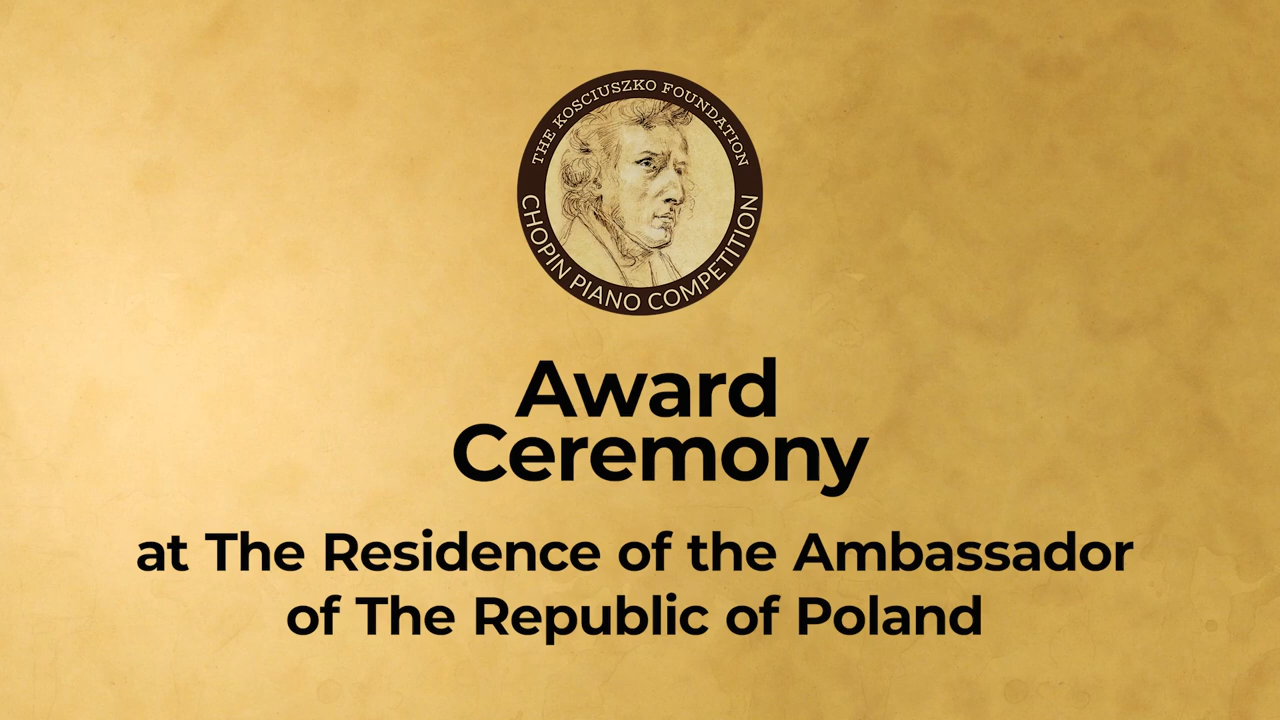 THE KOSCIUSZKO FOUNDATION
CHOPIN PIANO COMPETITION
Award
Ceremony
at The Residence of the Ambassador
of The Republic of Poland